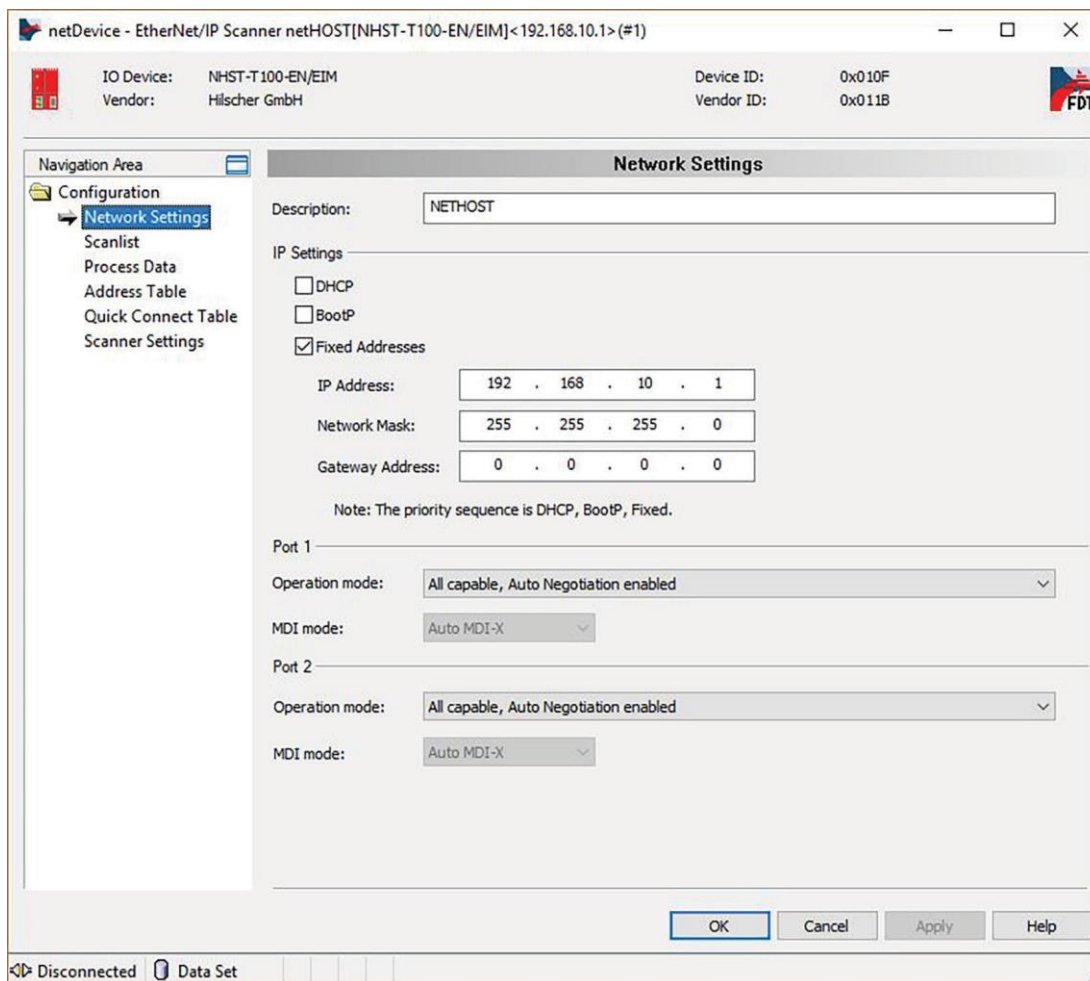 netDevice - EtherNet/IP Scanner netHOST[NHST-T100-EN/EIM]<192.168.10.1>(#1)
IO Device: NHST-T100-EN/EIM Device ID: 0x010F
Vendor: Hilscher GmbH Vendor ID: 0x011B
FDT
Navigation Area
Configuration
Network Settings
Scanlist
Process Data
Address Table
Quick Connect Table
Scanner Settings
Network Settings
Description: NETHOST
IP Settings
DHCP
BootP
Fixed Addresses
IP Address: 192 . 168 . 10 . 1
Network Mask: 255 . 255 . 255 . 0
Gateway Address: 0 . 0 . 0 . 0
Note: The priority sequence is DHCP, BootP, Fixed.
Port 1
Operation mode: All capable, Auto Negotiation enabled
MDI mode: Auto MDI-X
Port 2
Operation mode: All capable, Auto Negotiation enabled
MDI mode: Auto MDI-X
OK Cancel Apply Help
Disconnected Data Set